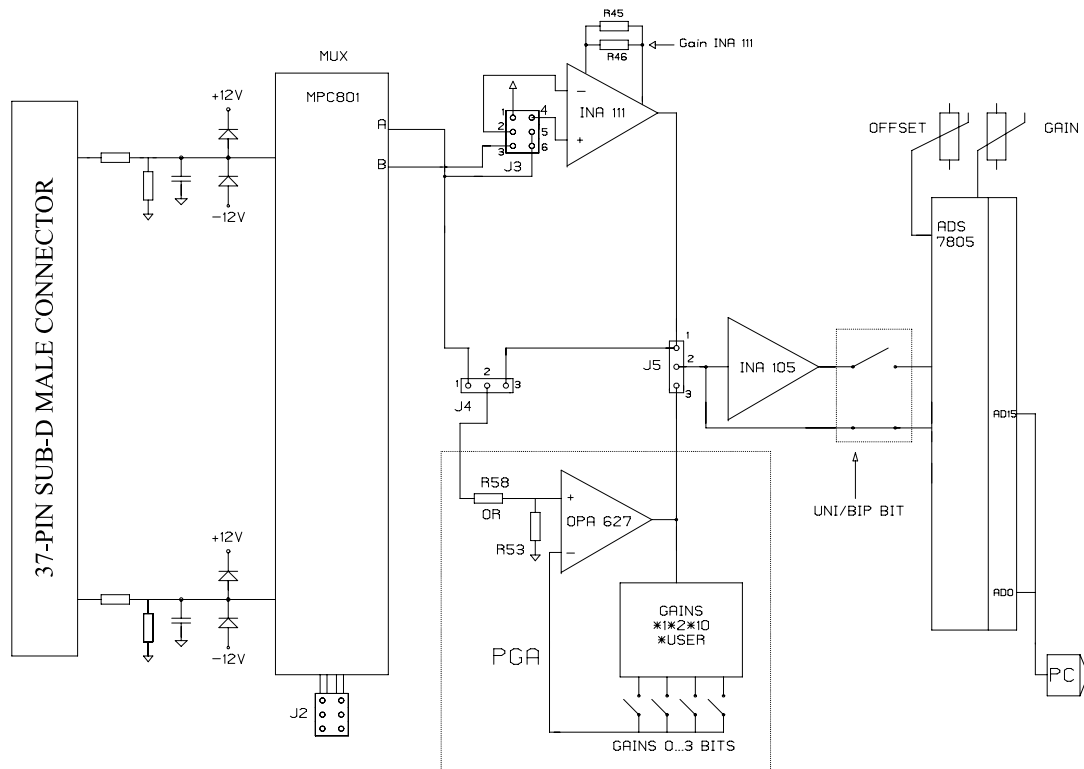 37-PIN SUB-D MALE CONNECTOR
+12V
-12V
+12V
-12V
MUX
MPC801
A
B
J2
1
2
3
4
5
6
J3
R45
R46
Gain INA 111
-
INA 111
+
1
2
3
J4
1
2
3
J5
INA 105
UNI/BIP BIT
OFFSET
GAIN
ADS
7805
AD15
AD0
PC
R58
0R
R53
+
OPA 627
-
PGA
GAINS
*1*2*10
*USER
GAINS 0...3 BITS